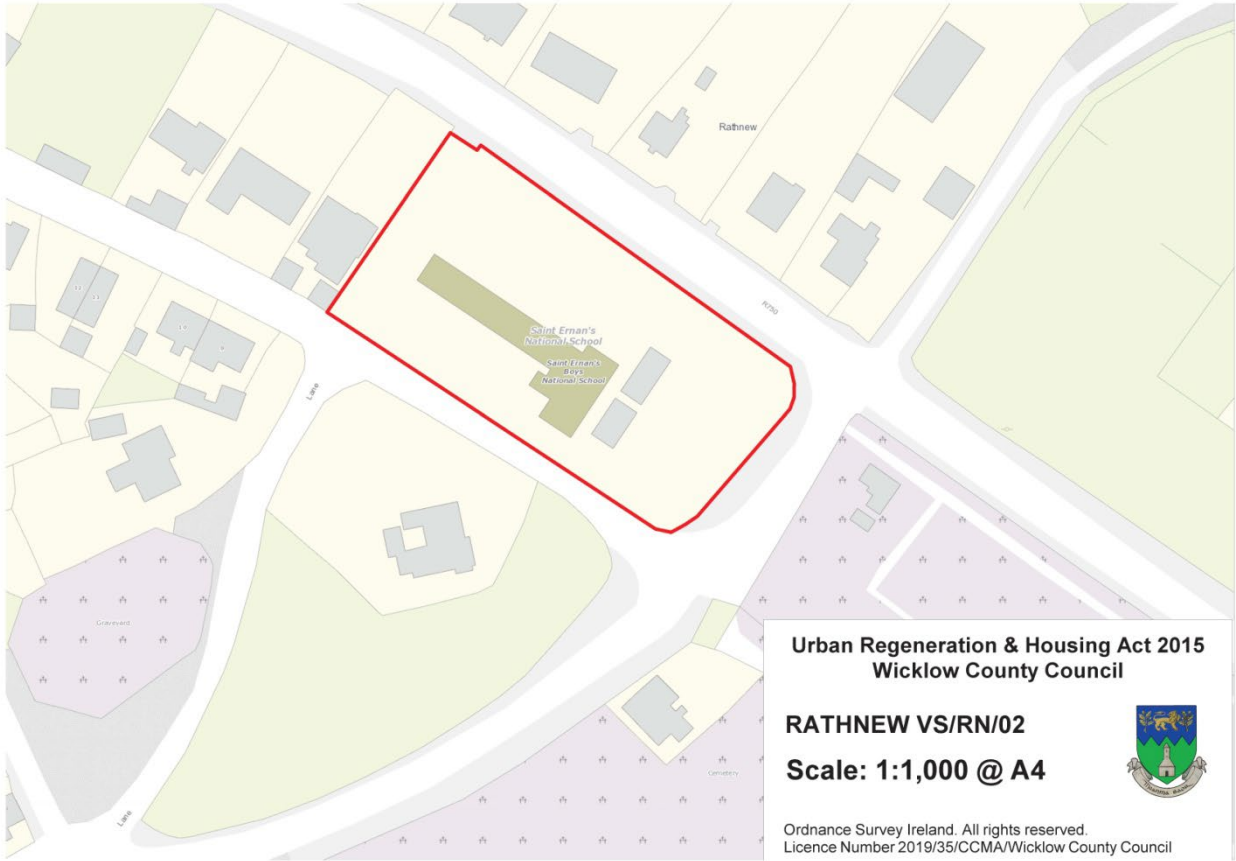 Rathnew
R750
Saint Ernan's
National School
Saint Ernan's
Boys
National School
Lane
Graveyard
Lane
Cemetery
Urban Regeneration & Housing Act 2015
Wicklow County Council
RATHNEW VS/RN/02
Scale: 1:1,000 @ A4
Ordnance Survey Ireland. All rights reserved.
Licence Number 2019/35/CCMA/Wicklow County Council